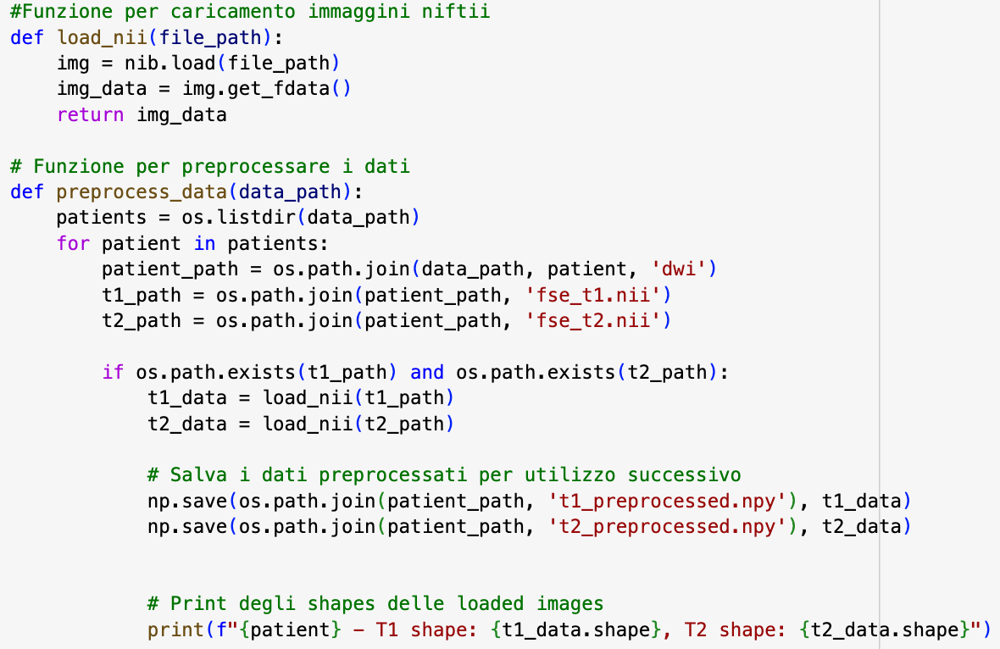 #Funzione per caricamento immaggini niftii
def load_nii(file_path):
    img = nib.load(file_path)
    img_data = img.get_fdata()
    return img_data
# Funzione per preprocessare i dati
def preprocess_data(data_path):
    patients = os.listdir(data_path)
    for patient in patients:
        patient_path = os.path.join(data_path, patient, 'dwi')
        t1_path = os.path.join(patient_path, 'fse_t1.nii')
        t2_path = os.path.join(patient_path, 'fse_t2.nii')
        if os.path.exists(t1_path) and os.path.exists(t2_path):
            t1_data = load_nii(t1_path)
            t2_data = load_nii(t2_path)
            # Salva i dati preprocessati per utilizzo successivo
            np.save(os.path.join(patient_path, 't1_preprocessed.npy'), t1_data)
            np.save(os.path.join(patient_path, 't2_preprocessed.npy'), t2_data)
            # Print degli shapes delle loaded images
            print(f"{patient} – T1 shape: {t1_data.shape}, T2 shape: {t2_data.shape}")